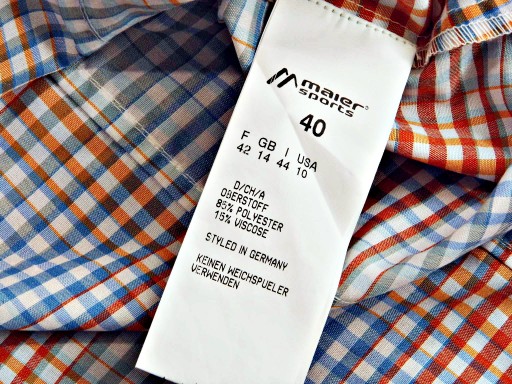 maier®
sports
40
F GB I USA
42 14 44 10
D/CH/A
OBERSTOFF
85% POLYESTER
15% VISCOSE
STYLED IN GERMANY
KEINEN WEICHSPUELER
VERWENDEN